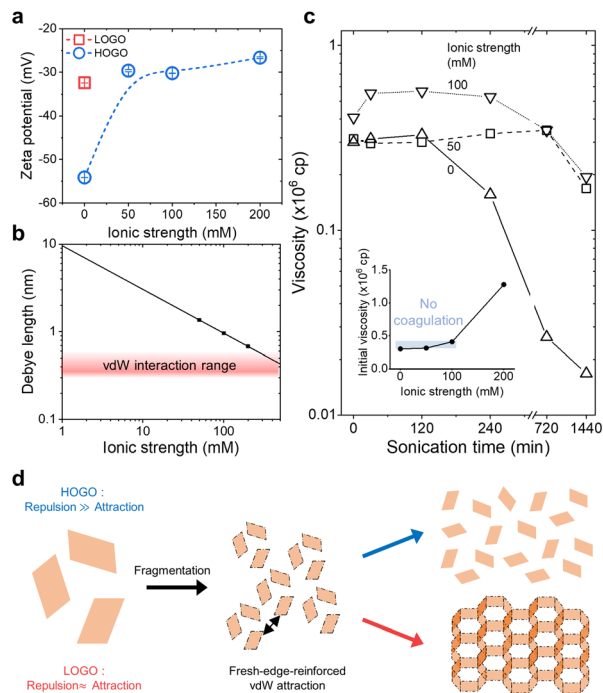 a
LOGO
HOGO
Zeta potential (mV)
-20
-30
-40
-50
-60
0
50
100
150
200
Ionic strength (mM)
b
Debye length (nm)
10
1
0.1
vdW interaction range
1
10
100
Ionic strength (mM)
c
Viscosity (x10⁶ cp)
1
0.1
0.01
Ionic strength
(mM)
100
50
0
Initial viscosity (x10⁶ cp)
1.5
1.0
0.5
0.0
No
coagulation
0
100
200
Ionic strength (mM)
0
120
240
720
1440
Sonication time (min)
d
HOGO :
Repulsion ≫ Attraction
Fragmentation
LOGO :
Repulsion≈ Attraction
Fresh-edge-reinforced
vdW attraction